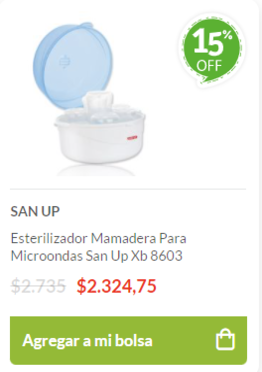 15%
OFF
SAN UP
Esterilizador Mamadera Para
Microondas San Up Xb 8603
$2.735 $2.324,75
Agregar a mi bolsa